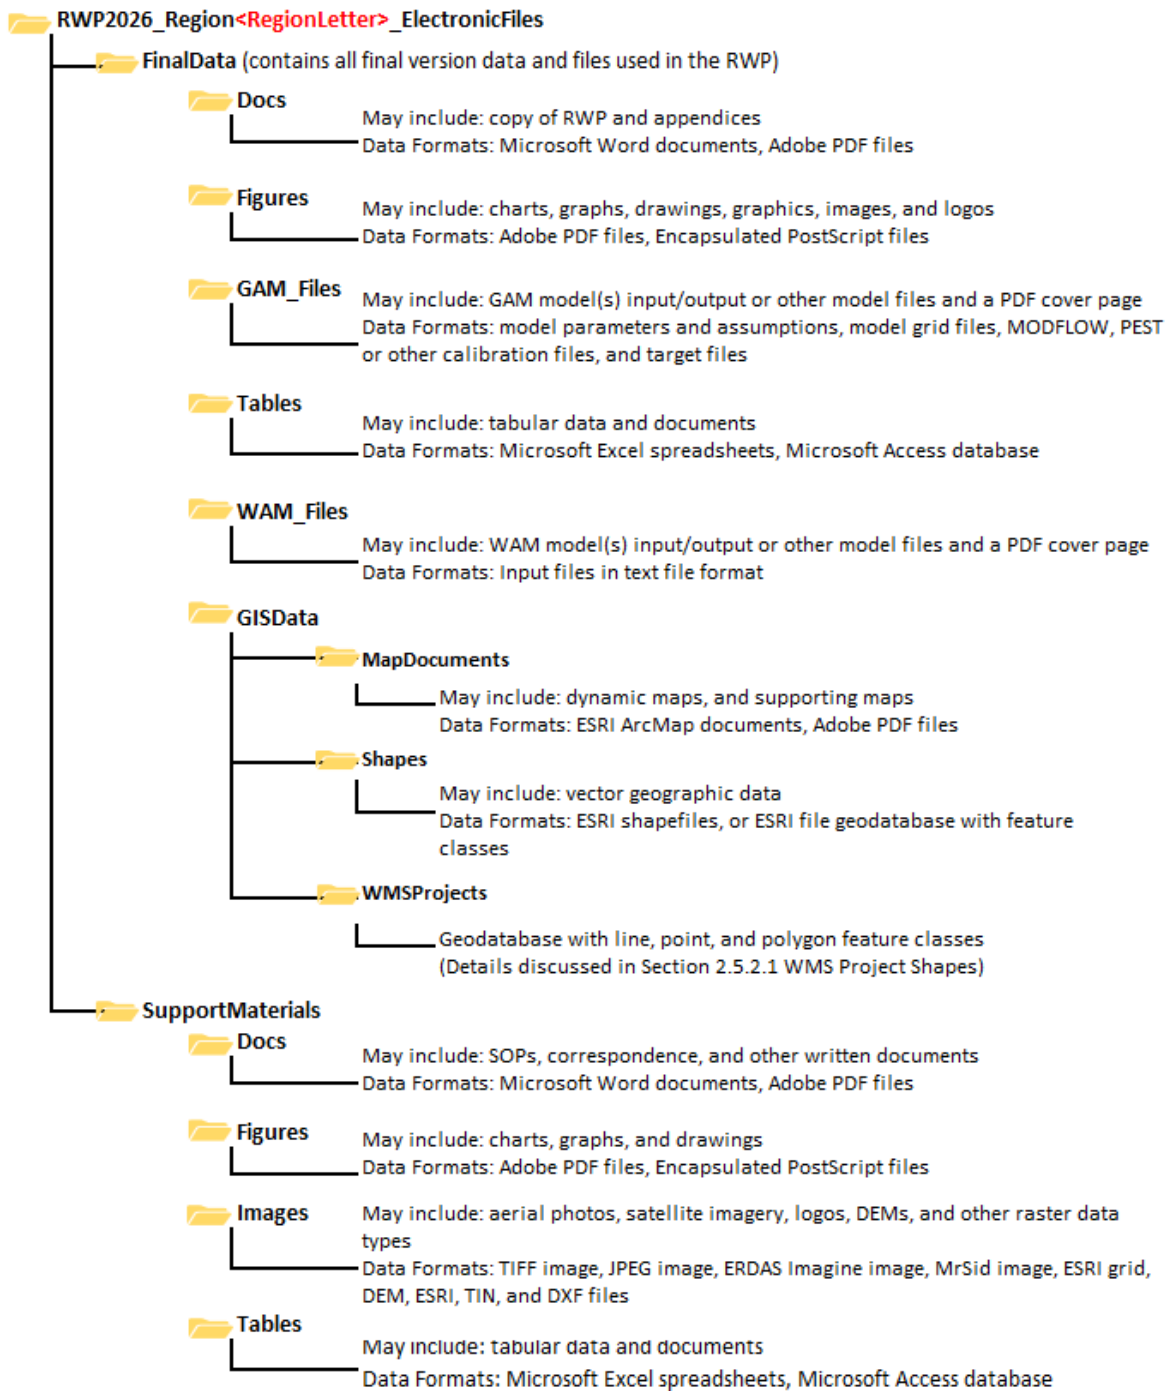 RWP2026_Region<RegionLetter>_ElectronicFiles
FinalData (contains all final version data and files used in the RWP)
Docs
May include: copy of RWP and appendices
Data Formats: Microsoft Word documents, Adobe PDF files
Figures
May include: charts, graphs, drawings, graphics, images, and logos
Data Formats: Adobe PDF files, Encapsulated PostScript files
GAM_Files
May include: GAM model(s) input/output or other model files and a PDF cover page
Data Formats: model parameters and assumptions, model grid files, MODFLOW, PEST
or other calibration files, and target files
Tables
May include: tabular data and documents
Data Formats: Microsoft Excel spreadsheets, Microsoft Access database
WAM_Files
May include: WAM model(s) input/output or other model files and a PDF cover page
Data Formats: Input files in text file format
GISData
MapDocuments
May include: dynamic maps, and supporting maps
Data Formats: ESRI ArcMap documents, Adobe PDF files
Shapes
May include: vector geographic data
Data Formats: ESRI shapefiles, or ESRI file geodatabase with feature
classes
WMSProjects
Geodatabase with line, point, and polygon feature classes
(Details discussed in Section 2.5.2.1 WMS Project Shapes)
SupportMaterials
Docs
May include: SOPs, correspondence, and other written documents
Data Formats: Microsoft Word documents, Adobe PDF files
Figures
May include: charts, graphs, and drawings
Data Formats: Adobe PDF files, Encapsulated PostScript files
Images
May include: aerial photos, satellite imagery, logos, DEMs, and other raster data
types
Data Formats: TIFF image, JPEG image, ERDAS Imagine image, MrSid image, ESRI grid,
DEM, ESRI, TIN, and DXF files
Tables
May include: tabular data and documents
Data Formats: Microsoft Excel spreadsheets, Microsoft Access database